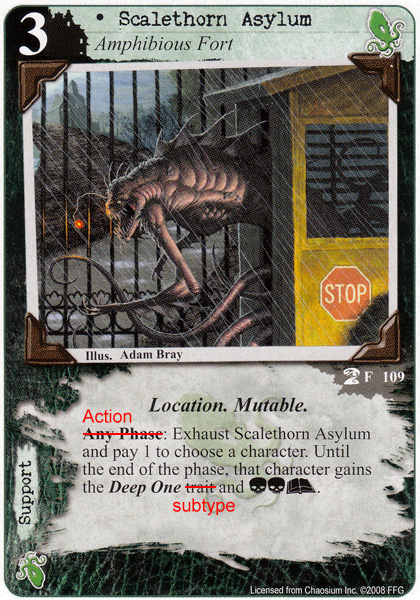 3
• Scalethorn Asylum
Amphibious Fort
STOP
Illus. Adam Bray
F 109
Location. Mutable.
Action
Any Phase: Exhaust Scalethorn Asylum
and pay 1 to choose a character. Until
the end of the phase, that character gains
the Deep One trait and
subtype
Support
Licensed from Chaosium Inc. ©2008 FFG